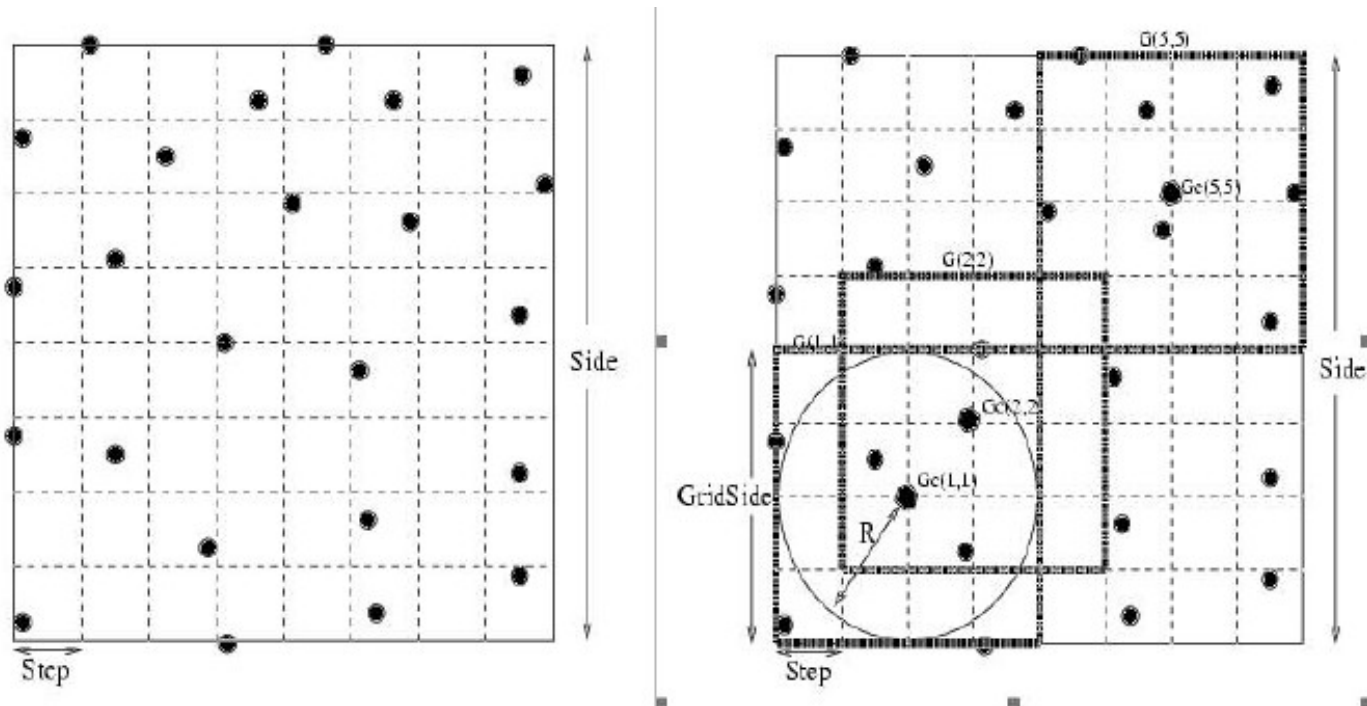 Side
Step
G(5,5)
Gc(5,5)
G(2,2)
G(1,1
Side
Gc(2,2
Gc(1,1)
GridSide
R
Step